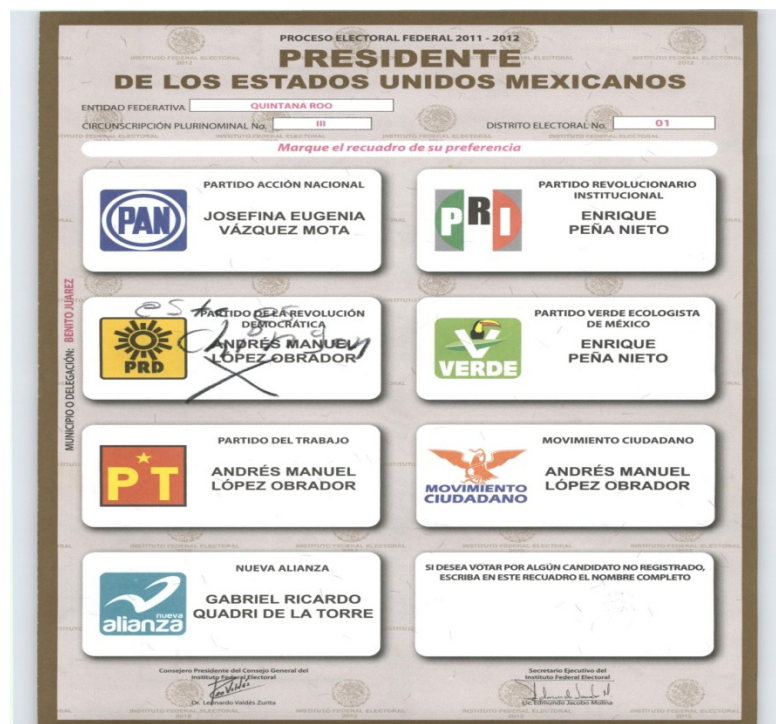 PROCESO ELECTORAL FEDERAL 2011 - 2012
PRESIDENTE
DE LOS ESTADOS UNIDOS MEXICANOS
ENTIDAD FEDERATIVA QUINTANA ROO
CIRCUNSCRIPCIÓN PLURINOMINAL No. III DISTRITO ELECTORAL No. 01
Marque el recuadro de su preferencia
MUNICIPIO O DELEGACIÓN: BENITO JUAREZ
PAN
PARTIDO ACCIÓN NACIONAL
JOSEFINA EUGENIA
VÁZQUEZ MOTA
PRI
PARTIDO REVOLUCIONARIO
INSTITUCIONAL
ENRIQUE
PEÑA NIETO
este es
PRD
PARTIDO DE LA REVOLUCIÓN
DEMOCRÁTICA
ANDRÉS MANUEL
LÓPEZ OBRADOR
VERDE
PARTIDO VERDE ECOLOGISTA
DE MÉXICO
ENRIQUE
PEÑA NIETO
PT
PARTIDO DEL TRABAJO
ANDRÉS MANUEL
LÓPEZ OBRADOR
MOVIMIENTO
CIUDADANO
MOVIMIENTO CIUDADANO
ANDRÉS MANUEL
LÓPEZ OBRADOR
nueva
alianza
NUEVA ALIANZA
GABRIEL RICARDO
QUADRI DE LA TORRE
SI DESEA VOTAR POR ALGÚN CANDIDATO NO REGISTRADO,
ESCRIBA EN ESTE RECUADRO EL NOMBRE COMPLETO
Consejero Presidente del Consejo General del
Instituto Federal Electoral
Dr. Leonardo Valdés Zurita
Secretario Ejecutivo del
Instituto Federal Electoral
Lic. Edmundo Jacobo Molina